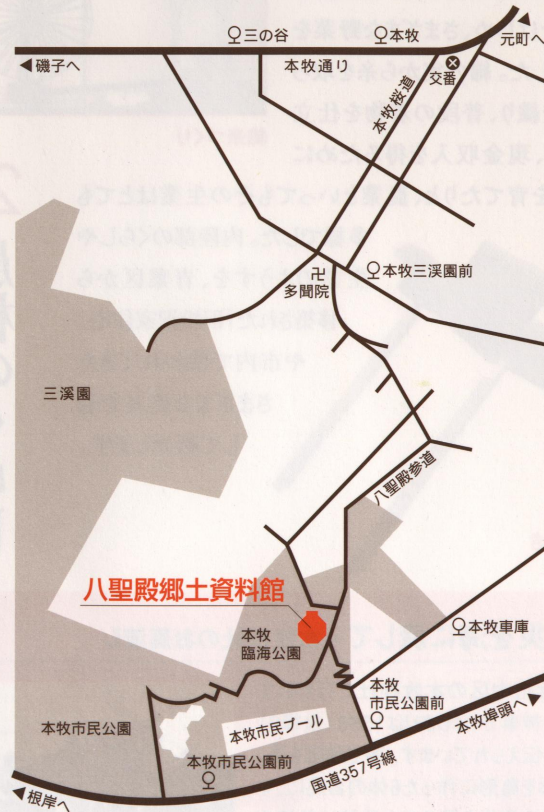 三の谷
本牧
元町へ
磯子へ
本牧通り
交番
本牧桜道
卍
多聞院
本牧三渓園前
三溪園
八聖殿参道
八聖殿郷土資料館
本牧
臨海公園
本牧車庫
本牧
市民公園前
本牧市民公園
本牧市民プール
本牧市民公園前
国道357号線
本牧埠頭へ
根岸へ